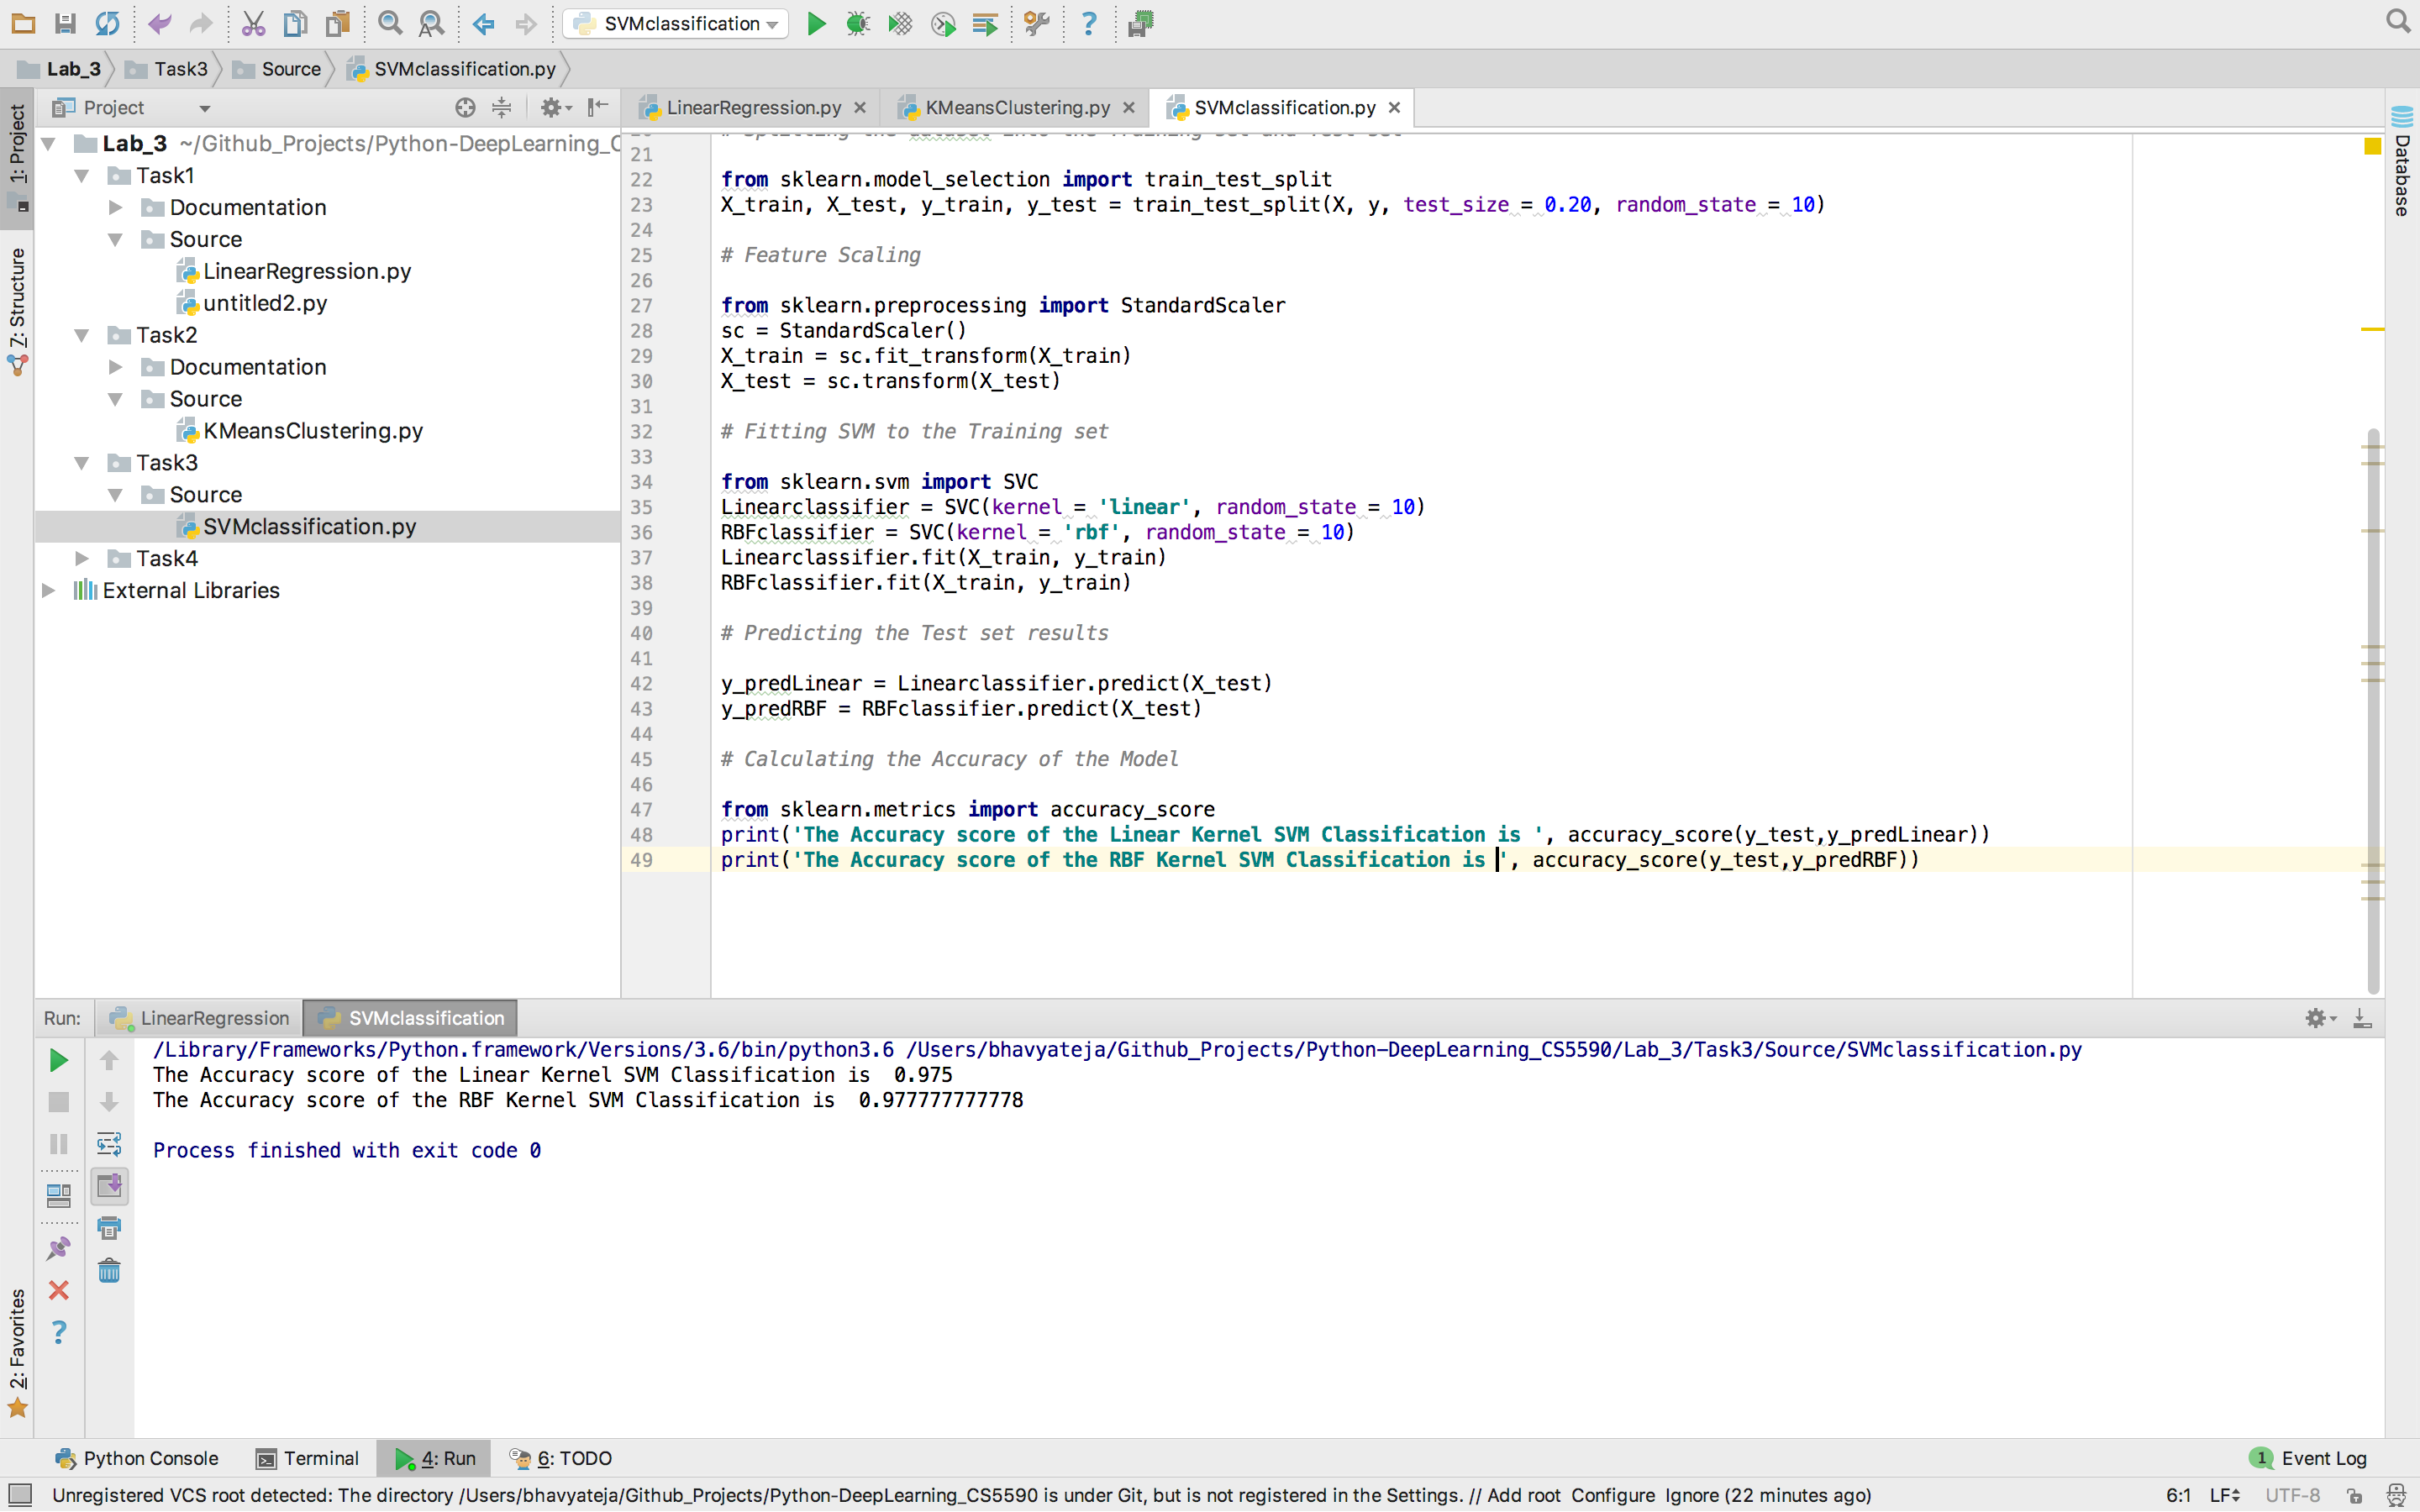 SVMclassification
Lab_3 Task3 Source SVMclassification.py
1: Project
7: Structure
2: Favorites
Database
Project
LinearRegression.py KMeansClustering.py SVMclassification.py
Lab_3 ~/Github_Projects/Python-DeepLearning_C
Task1
Documentation
Source
LinearRegression.py
untitled2.py
Task2
Documentation
Source
KMeansClustering.py
Task3
Source
SVMclassification.py
Task4
External Libraries
20 # Splitting the dataset into the Training set and Test set
21
22 from sklearn.model_selection import train_test_split
23 X_train, X_test, y_train, y_test = train_test_split(X, y, test_size = 0.20, random_state = 10)
24
25 # Feature Scaling
26
27 from sklearn.preprocessing import StandardScaler
28 sc = StandardScaler()
29 X_train = sc.fit_transform(X_train)
30 X_test = sc.transform(X_test)
31
32 # Fitting SVM to the Training set
33
34 from sklearn.svm import SVC
35 Linearclassifier = SVC(kernel = 'linear', random_state = 10)
36 RBFclassifier = SVC(kernel = 'rbf', random_state = 10)
37 Linearclassifier.fit(X_train, y_train)
38 RBFclassifier.fit(X_train, y_train)
39
40 # Predicting the Test set results
41
42 y_predLinear = Linearclassifier.predict(X_test)
43 y_predRBF = RBFclassifier.predict(X_test)
44
45 # Calculating the Accuracy of the Model
46
47 from sklearn.metrics import accuracy_score
48 print('The Accuracy score of the Linear Kernel SVM Classification is ', accuracy_score(y_test,y_predLinear))
49 print('The Accuracy score of the RBF Kernel SVM Classification is ', accuracy_score(y_test,y_predRBF))
Run: LinearRegression SVMclassification
/Library/Frameworks/Python.framework/Versions/3.6/bin/python3.6 /Users/bhavyateja/Github_Projects/Python-DeepLearning_CS5590/Lab_3/Task3/Source/SVMclassification.py
The Accuracy score of the Linear Kernel SVM Classification is  0.975
The Accuracy score of the RBF Kernel SVM Classification is  0.977777777778
Process finished with exit code 0
Python Console Terminal 4: Run 6: TODO 1 Event Log
Unregistered VCS root detected: The directory /Users/bhavyateja/Github_Projects/Python-DeepLearning_CS5590 is under Git, but is not registered in the Settings. // Add root Configure Ignore (22 minutes ago) 6:1 LF UTF-8